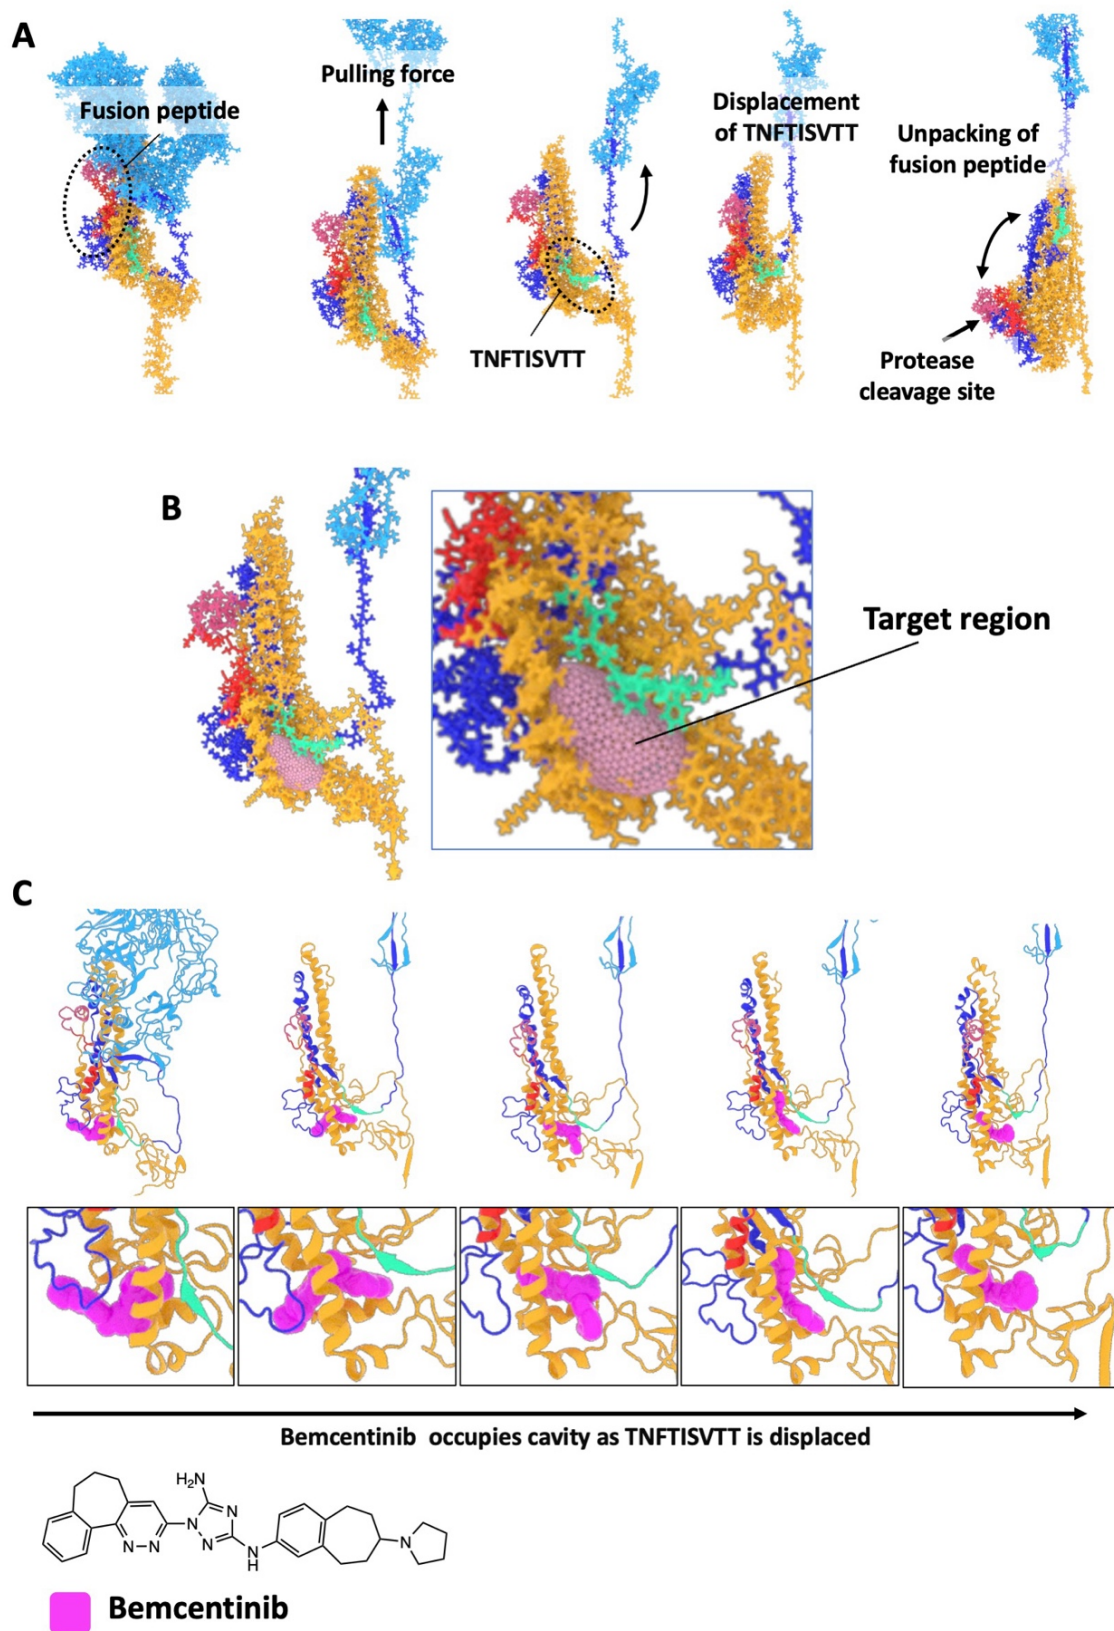 A
Fusion peptide
Pulling force
TNFTISVTT
Displacement
of TNFTISVTT
Unpacking of
fusion peptide
Protease
cleavage site
B
Target region
C
Bemcentinib occupies cavity as TNFTISVTT is displaced
H₂N
N
N
N
N
N
N
H
N
N
Bemcentinib